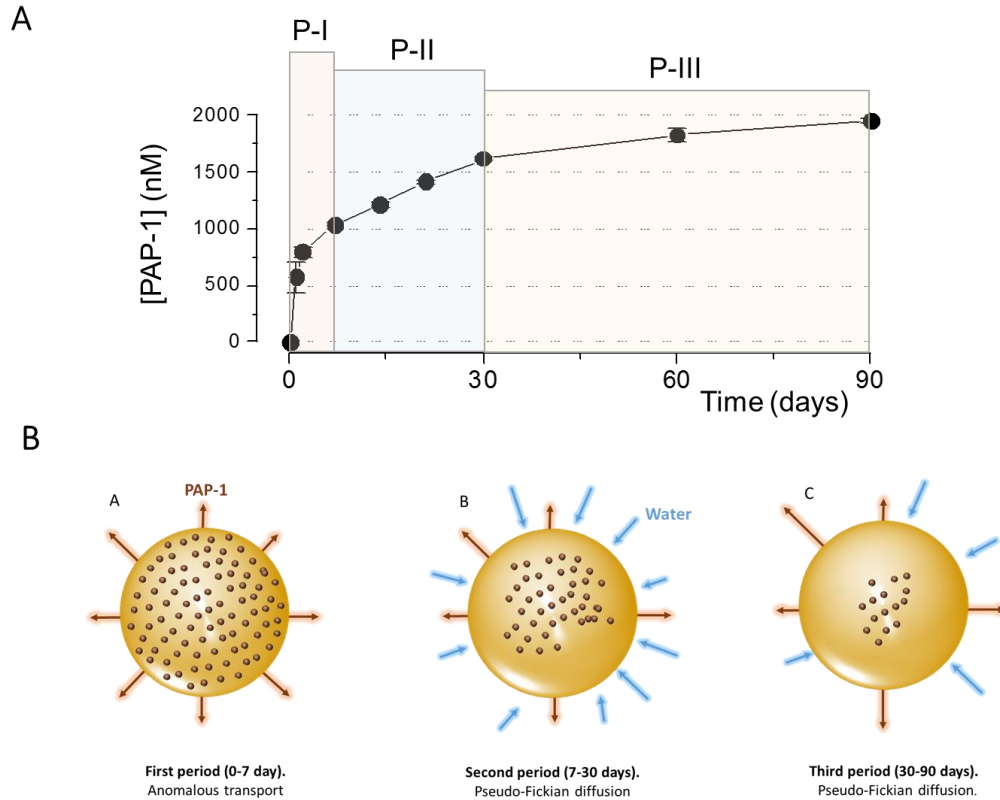 A
P-I
P-II
P-III
2000
1500
1000
500
0
[PAP-1] (nM)
0
30
60
90
Time (days)
B
A
PAP-1
B
Water
C
First period (0-7 day).
Anomalous transport
Second period (7-30 days).
Pseudo-Fickian diffusion
Third period (30-90 days).
Pseudo-Fickian diffusion.